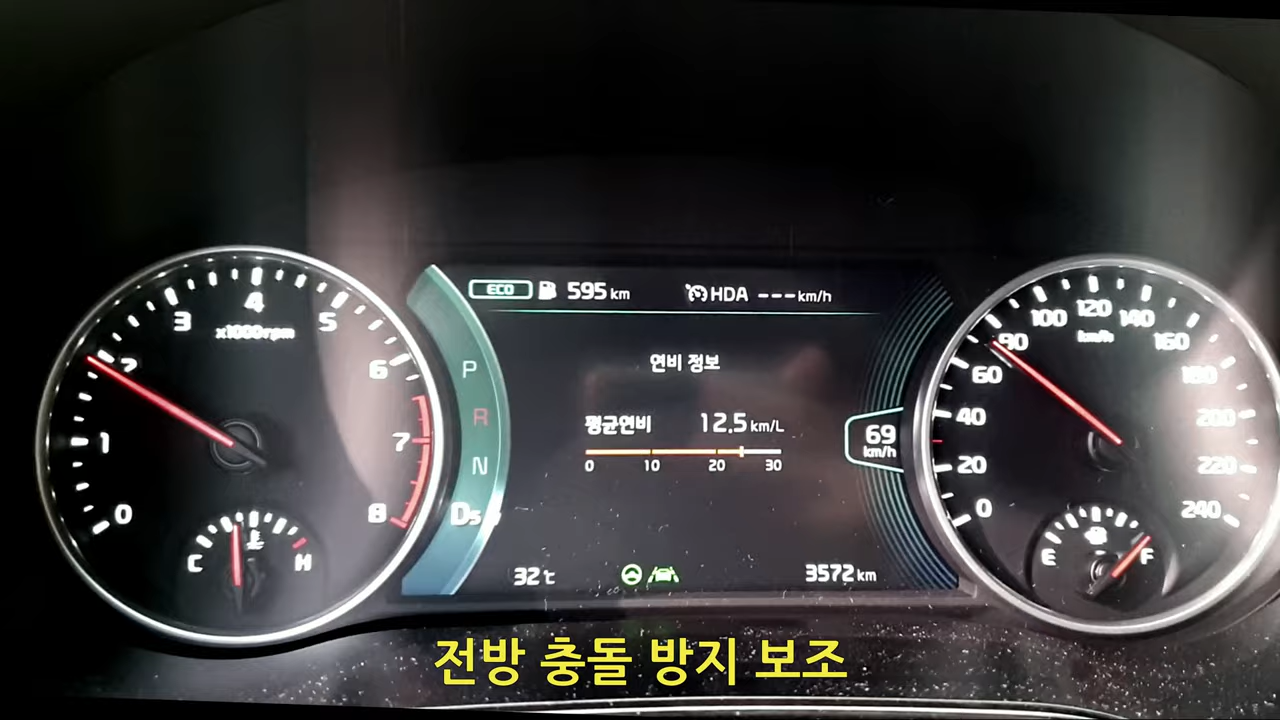 ECO 595 km HDA ---km/h
연비 정보
평균연비 12.5 km/L
0 10 20 30
69
km/h
P
R
N
Ds
32℃ 3572 km
0 1 2 3 4 5 6 7 8
x1000rpm
C H
0 20 40 60 80 100 120 140 160 180 200 220 240
km/h
E F
전방 충돌 방지 보조